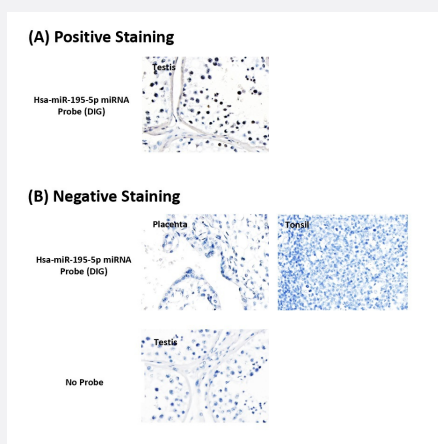 (A) Positive Staining
Testis
Hsa-miR-195-5p miRNA
Probe (DIG)
(B) Negative Staining
Placenta
Tonsil
Hsa-miR-195-5p miRNA
Probe (DIG)
Testis
No Probe